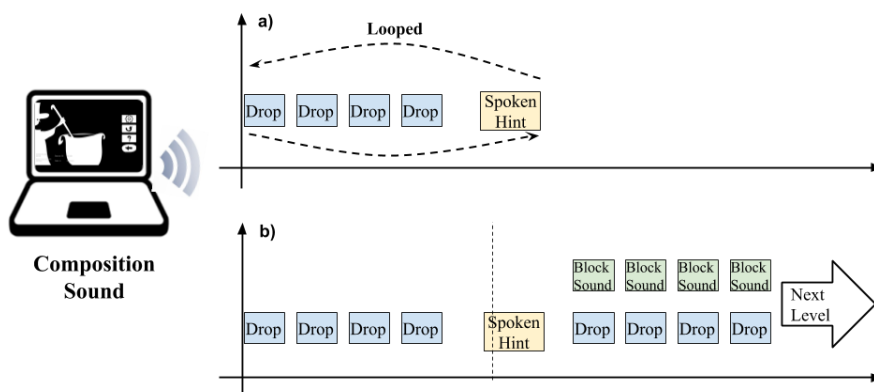 a)
Looped
Drop Drop Drop Drop
Spoken
Hint
Composition
Sound
b)
Block Block Block Block
Sound Sound Sound Sound
Drop Drop Drop Drop
Spoken
Hint
Drop Drop Drop Drop
Next
Level